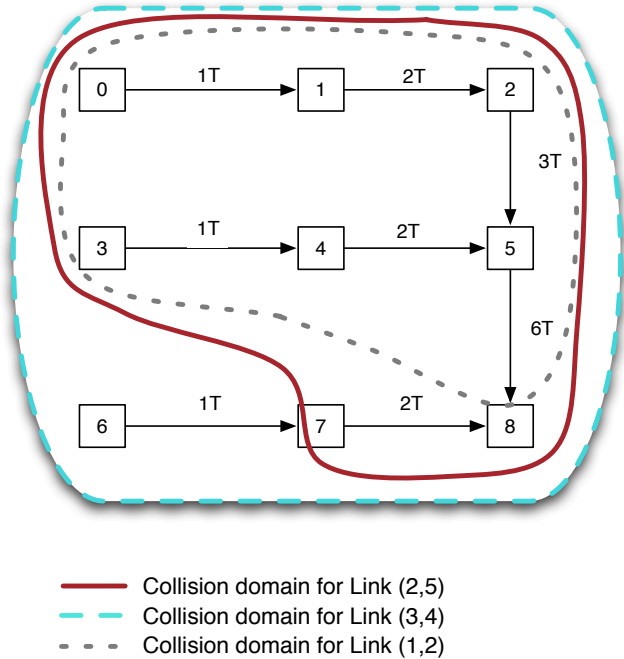 1T 2T
0 1 2
3T
1T 2T
3 4 5
6T
1T 2T
6 7 8
Collision domain for Link (2,5)
Collision domain for Link (3,4)
Collision domain for Link (1,2)